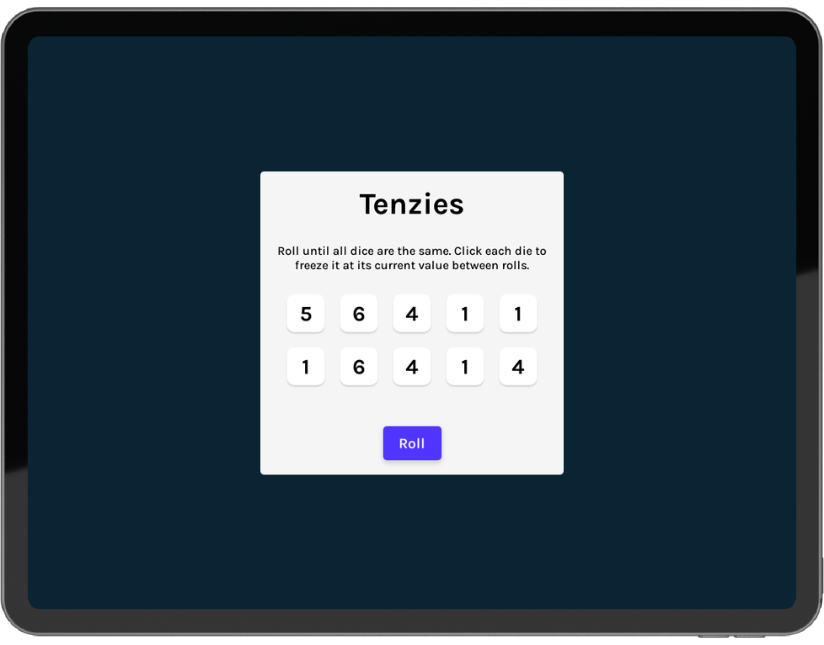 Tenzies
Roll until all dice are the same. Click each die to
freeze it at its current value between rolls.
5 6 4 1 1
1 6 4 1 4
Roll